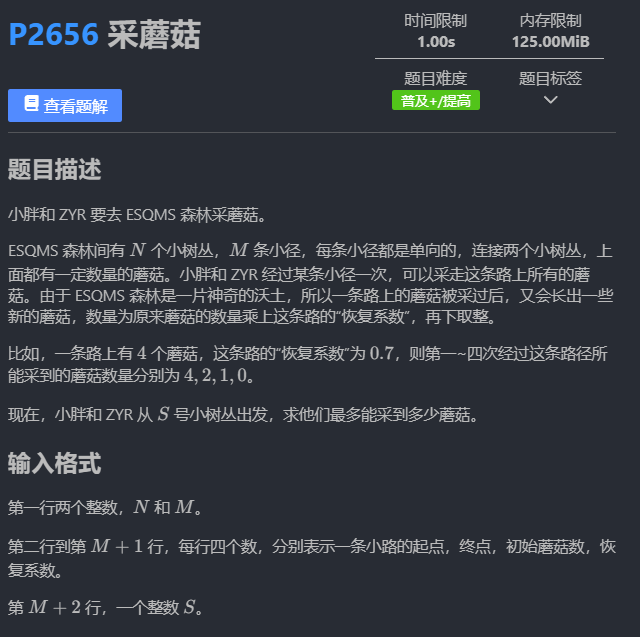 P2656 采蘑菇
时间限制 内存限制
1.00s 125.00MiB
题目难度 题目标签
普及+/提高
查看题解
题目描述
小胖和 ZYR 要去 ESQMS 森林采蘑菇。
ESQMS 森林间有 N 个小树丛，M 条小径，每条小径都是单向的，连接两个小树丛，上
面都有一定数量的蘑菇。小胖和 ZYR 经过某条小径一次，可以采走这条路上所有的蘑
菇。由于 ESQMS 森林是一片神奇的沃土，所以一条路上的蘑菇被采过后，又会长出一些
新的蘑菇，数量为原来蘑菇的数量乘上这条路的“恢复系数”，再下取整。
比如，一条路上有 4 个蘑菇，这条路的“恢复系数”为 0.7，则第一~四次经过这条路径所
能采到的蘑菇数量分别为 4,2,1,0。
现在，小胖和 ZYR 从 S 号小树丛出发，求他们最多能采到多少蘑菇。
输入格式
第一行两个整数，N 和 M。
第二行到第 M + 1 行，每行四个数，分别表示一条小路的起点，终点，初始蘑菇数，恢
复系数。
第 M + 2 行，一个整数 S。